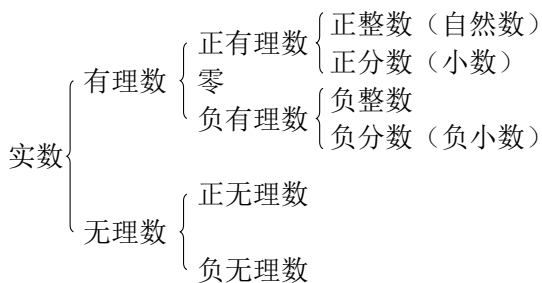 正整数（自然数）
正有理数
正分数（小数）
有理数
零
负整数
负有理数
负分数（负小数）
实数
正无理数
无理数
负无理数